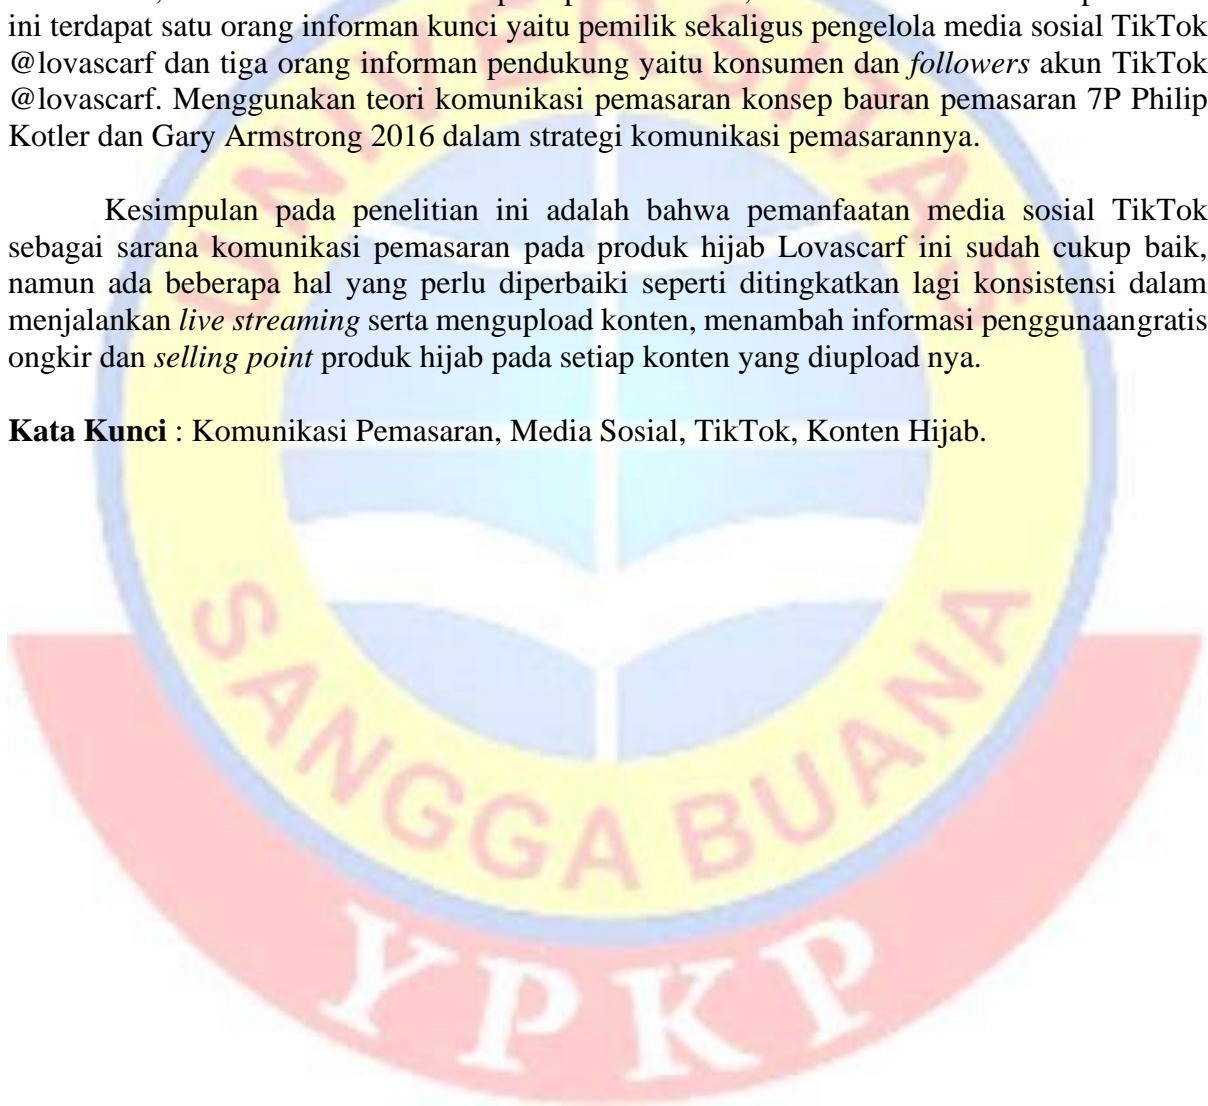 ini terdapat satu orang informan kunci yaitu pemilik sekaligus pengelola media sosial TikTok
@lovascarf dan tiga orang informan pendukung yaitu konsumen dan followers akun TikTok
@lovascarf. Menggunakan teori komunikasi pemasaran konsep bauran pemasaran 7P Philip
Kotler dan Gary Armstrong 2016 dalam strategi komunikasi pemasarannya.
Kesimpulan pada penelitian ini adalah bahwa pemanfaatan media sosial TikTok
sebagai sarana komunikasi pemasaran pada produk hijab Lovascarf ini sudah cukup baik,
namun ada beberapa hal yang perlu diperbaiki seperti ditingkatkan lagi konsistensi dalam
menjalankan live streaming serta mengupload konten, menambah informasi penggunaangratis
ongkir dan selling point produk hijab pada setiap konten yang diupload nya.
Kata Kunci : Komunikasi Pemasaran, Media Sosial, TikTok, Konten Hijab.
UNIVERSITAS
SANGGA BUANA
YPKP